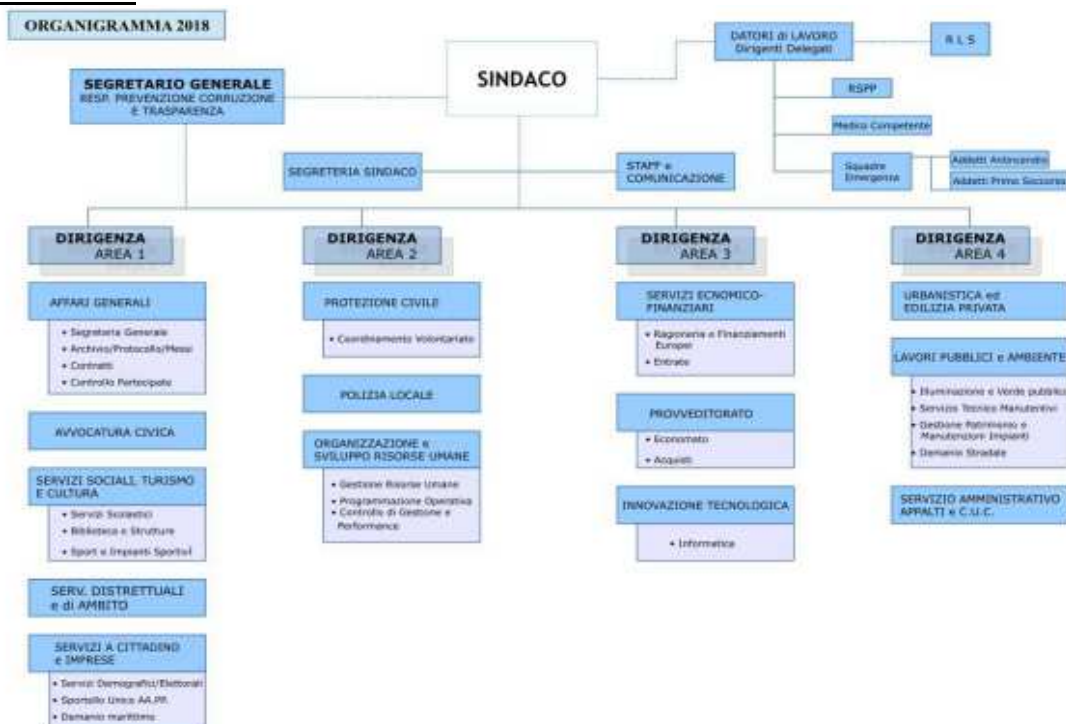 ORGANIGRAMMA 2018
SINDACO
DATORI di LAVORO
Dirigenti Delegati
R L S
SEGRETARIO GENERALE
RESP. PREVENZIONE CORRUZIONE
E TRASPARENZA
RSPP
Medico Competente
Squadre
Emergenza
Addetti Antincendio
Addetti Primo Soccorso
SEGRETERIA SINDACO
STAFF e
COMUNICAZIONE
DIRIGENZA
AREA 1
AFFARI GENERALI
• Segreteria Generale
• Archivio/Protocollo/Messi
• Contratti
• Controllo Partecipate
AVVOCATURA CIVICA
SERVIZI SOCIALI, TURISMO
E CULTURA
• Servizi Scolastici
• Biblioteca e Strutture
• Sport e Impianti Sportivi
SERV. DISTRETTUALI
e di AMBITO
SERVIZI A CITTADINO
e IMPRESE
• Servizi Demografici/Elettorali
• Sportello Unico AA.PP.
• Demanio marittimo
DIRIGENZA
AREA 2
PROTEZIONE CIVILE
• Coordinamento Volontariato
POLIZIA LOCALE
ORGANIZZAZIONE e
SVILUPPO RISORSE UMANE
• Gestione Risorse Umane
• Programmazione Operativa
• Controllo di Gestione e
Performance
DIRIGENZA
AREA 3
SERVIZI ECNOMICO-
FINANZIARI
• Ragioneria e Finanziamenti
Europei
• Entrate
PROVVEDITORATO
• Economato
• Acquisti
INNOVAZIONE TECNOLOGICA
• Informatica
DIRIGENZA
AREA 4
URBANISTICA ed
EDILIZIA PRIVATA
LAVORI PUBBLICI e AMBIENTE
• Illuminazione e Verde pubblico
• Servizio Tecnico Manutentivi
• Gestione Patrimonio e
Manutenzioni Impianti
• Demanio Stradale
SERVIZIO AMMINISTRATIVO
APPALTI e C.U.C.